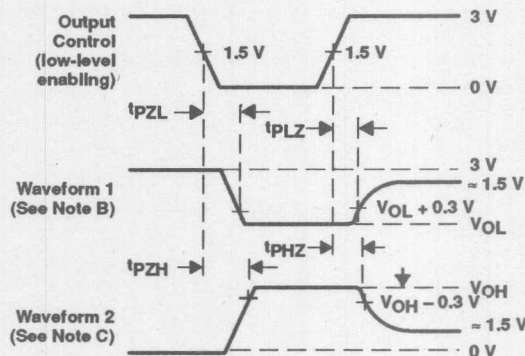 Output
Control
(low-level
enabling)
3 V
1.5 V
1.5 V
0 V
tPZL
tPLZ
3 V
≈ 1.5 V
Waveform 1
(See Note B)
VOL + 0.3 V
VOL
tPZH
tPHZ
VOH
VOH – 0.3 V
Waveform 2
(See Note C)
≈ 1.5 V
0 V